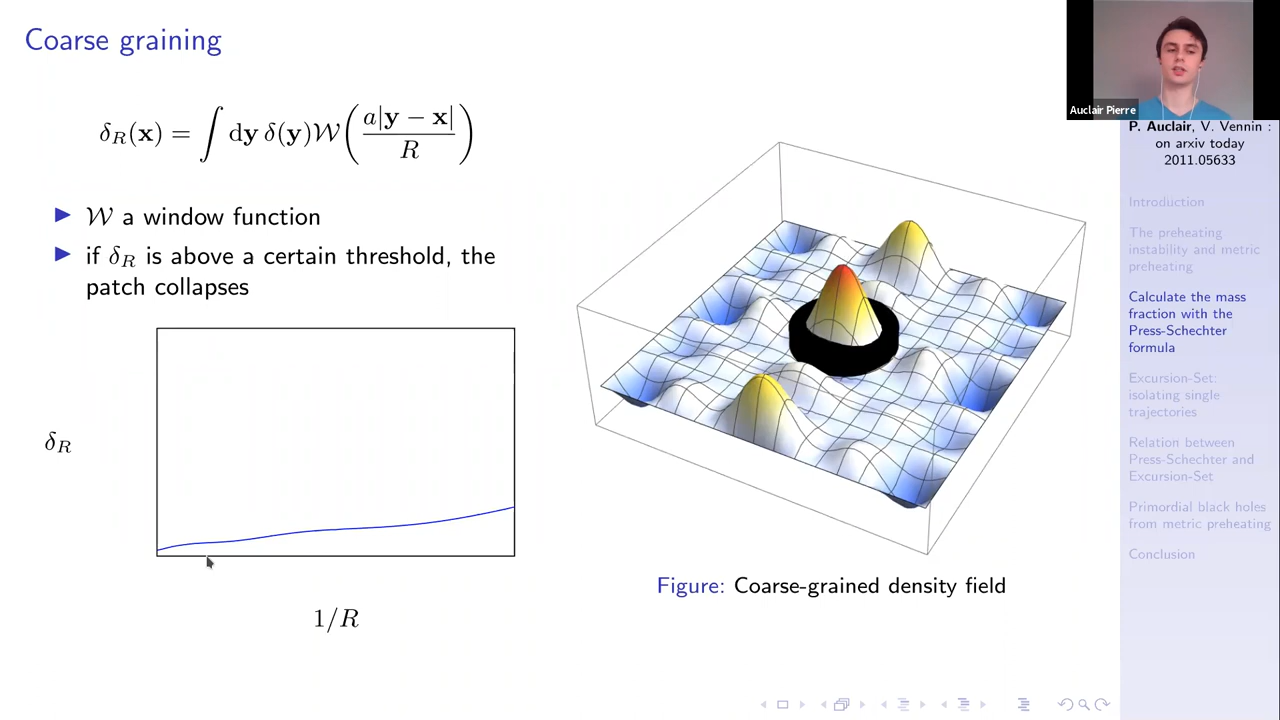 Coarse graining
δ_R(𝐱) = ∫ d𝐲 δ(𝐲)𝒲(a|𝐲 − 𝐱| / R)
▶ 𝒲 a window function
▶ if δ_R is above a certain threshold, the
patch collapses
δ_R
1/R
Figure: Coarse-grained density field
Auclair Pierre
P. Auclair, V. Vennin :
on arxiv today
2011.05633
Introduction
The preheating
instability and metric
preheating
Calculate the mass
fraction with the
Press-Schechter
formula
Excursion-Set:
isolating single
trajectories
Relation between
Press-Schechter and
Excursion-Set
Primordial black holes
from metric preheating
Conclusion